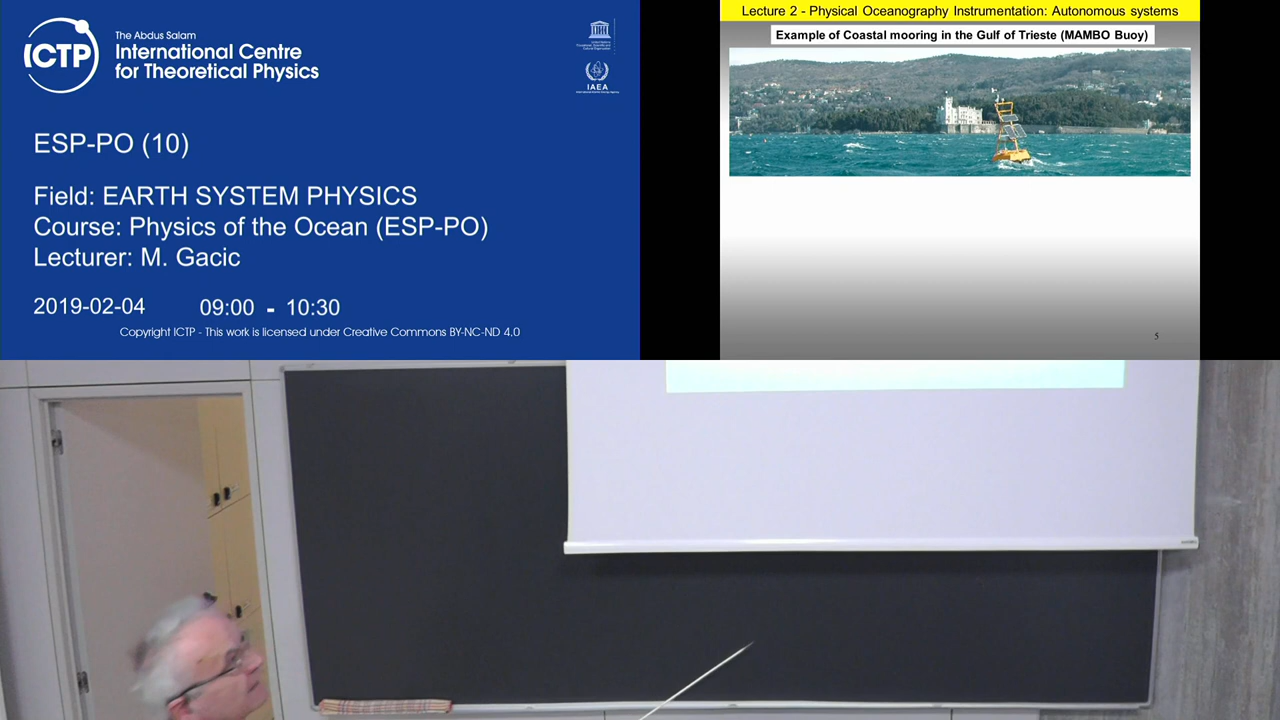 ICTP
The Abdus Salam
International Centre
for Theoretical Physics
IAEA
ESP-PO (10)
Field: EARTH SYSTEM PHYSICS
Course: Physics of the Ocean (ESP-PO)
Lecturer: M. Gacic
2019-02-04 09:00 - 10:30
Copyright ICTP - This work is licensed under Creative Commons BY-NC-ND 4.0
Lecture 2 - Physical Oceanography Instrumentation: Autonomous systems
Example of Coastal mooring in the Gulf of Trieste (MAMBO Buoy)
5